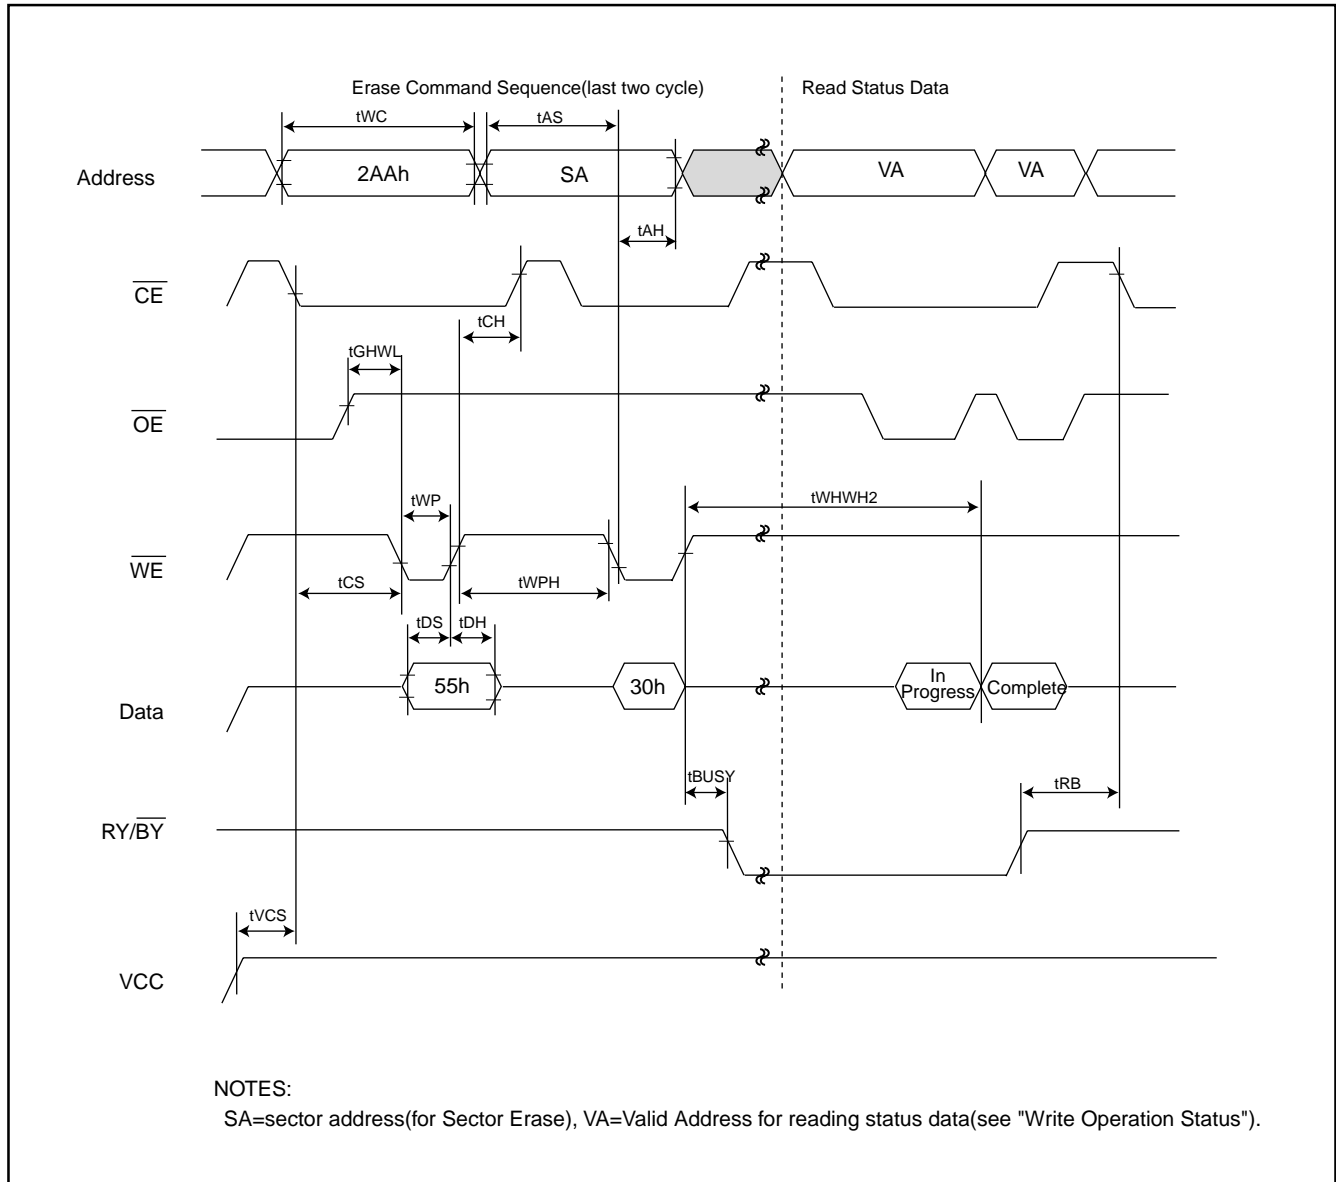 Erase Command Sequence(last two cycle)
Read Status Data
tWC
tAS
Address
2AAh
SA
VA
VA
tAH
CE
tCH
tGHWL
OE
tWP
tWHWH2
WE
tCS
tWPH
tDS
tDH
Data
55h
30h
In
Progress
Complete
tBUSY
tRB
RY/BY
tVCS
VCC
NOTES:
SA=sector address(for Sector Erase), VA=Valid Address for reading status data(see "Write Operation Status").